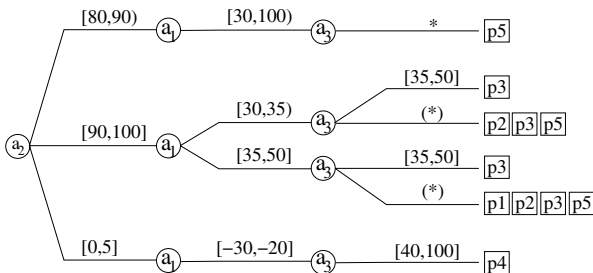 [80,90) a1 [30,100) a3 * p5
[35,50] p3
[30,35) a3 (*) p2 p3 p5
a2 [90,100] a1
[35,50] a3 [35,50] p3
(*) p1 p2 p3 p5
[0,5] a1 [−30,−20] a3 [40,100] p4